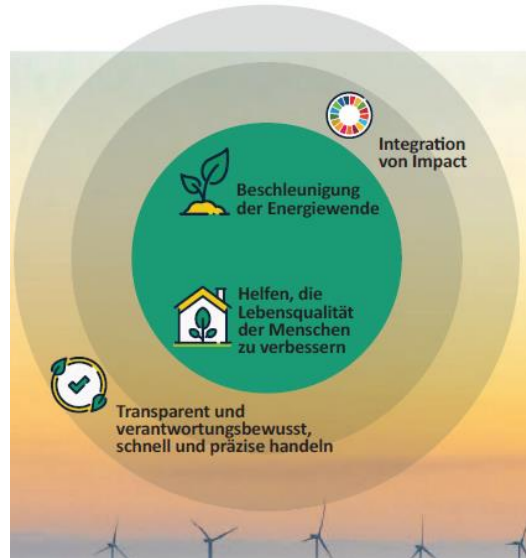 Integration
von Impact
Beschleunigung
der Energiewende
Helfen, die
Lebensqualität
der Menschen
zu verbessern
Transparent und
verantwortungsbewusst,
schnell und präzise handeln